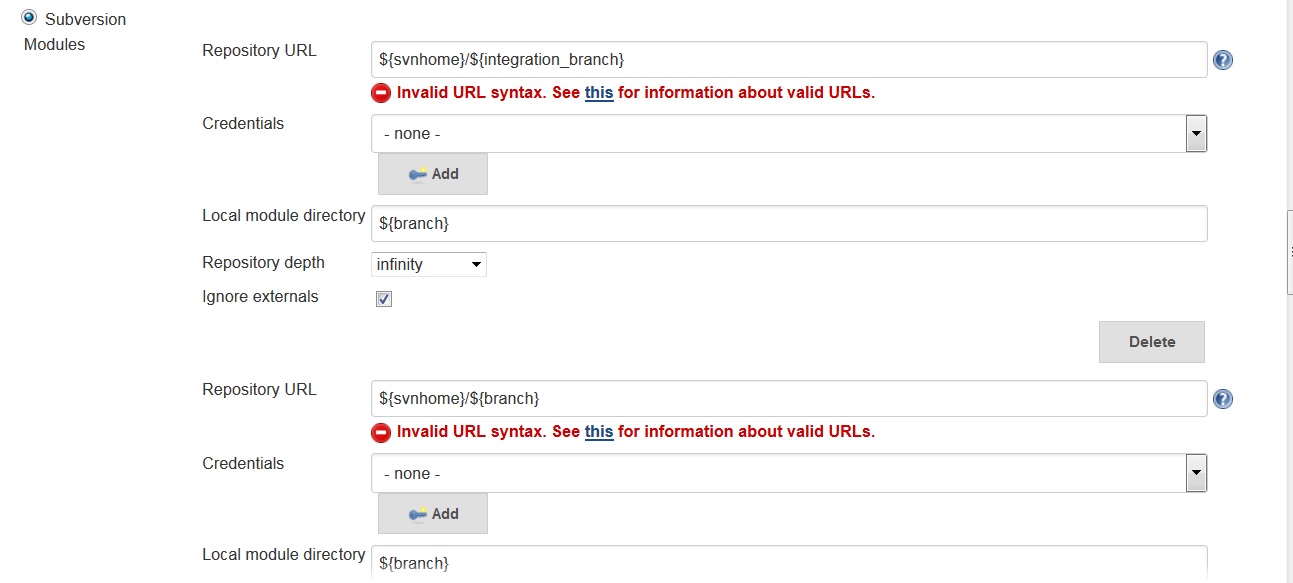 Subversion
Modules
Repository URL
${svnhome}/${integration_branch}
Invalid URL syntax. See this for information about valid URLs.
Credentials
- none -
Add
Local module directory
${branch}
Repository depth
infinity
Ignore externals
Delete
Repository URL
${svnhome}/${branch}
Invalid URL syntax. See this for information about valid URLs.
Credentials
- none -
Add
Local module directory
${branch}